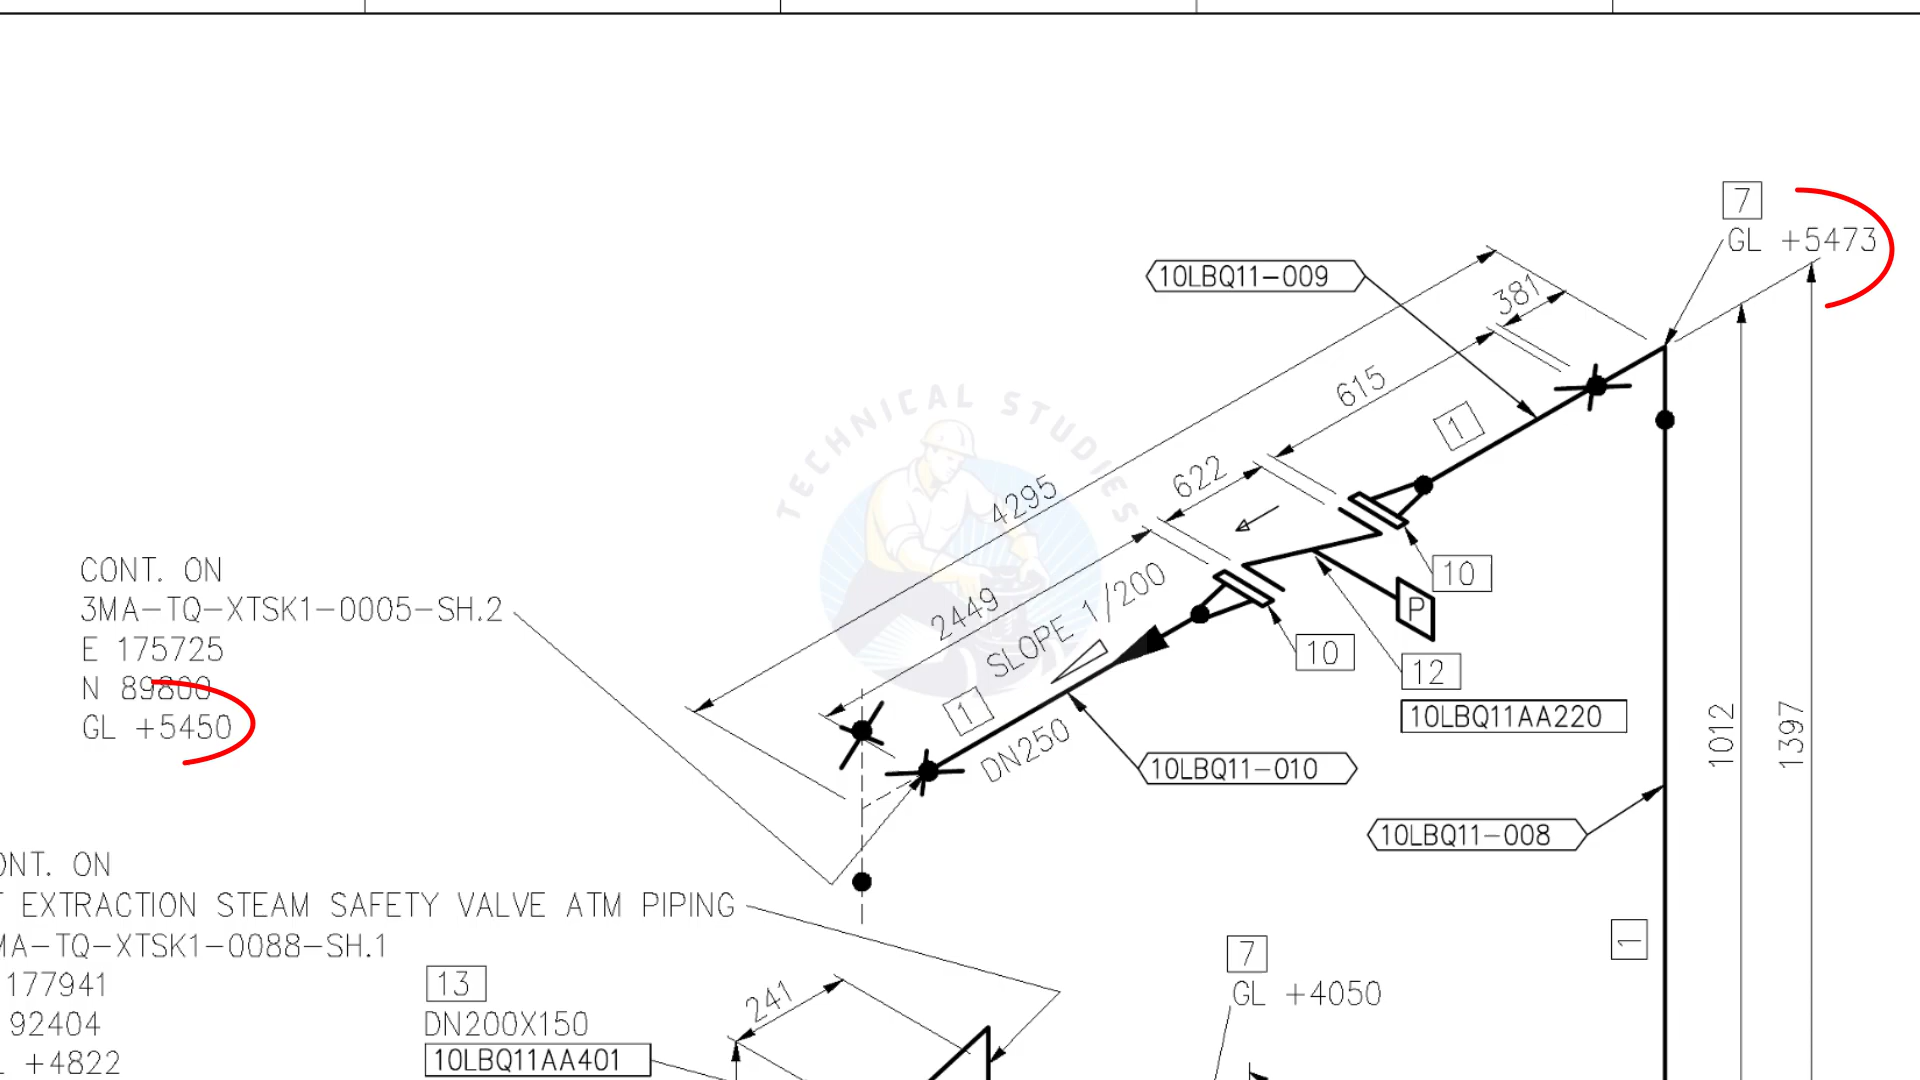 7
GL +5473
10LBQ11-009
381
615
1
TECHNICAL STUDIES
4295
622
10
P
2449
SLOPE 1/200
10
12
10LBQ11AA220
1
DN250
10LBQ11-010
1012
1397
10LBQ11-008
CONT. ON
3MA-TQ-XTSK1-0005-SH.2
E 175725
N 89800
GL +5450
ONT. ON
T EXTRACTION STEAM SAFETY VALVE ATM PIPING
MA-TQ-XTSK1-0088-SH.1
177941
92404
+4822
13
DN200X150
10LBQ11AA401
241
7
GL +4050
1